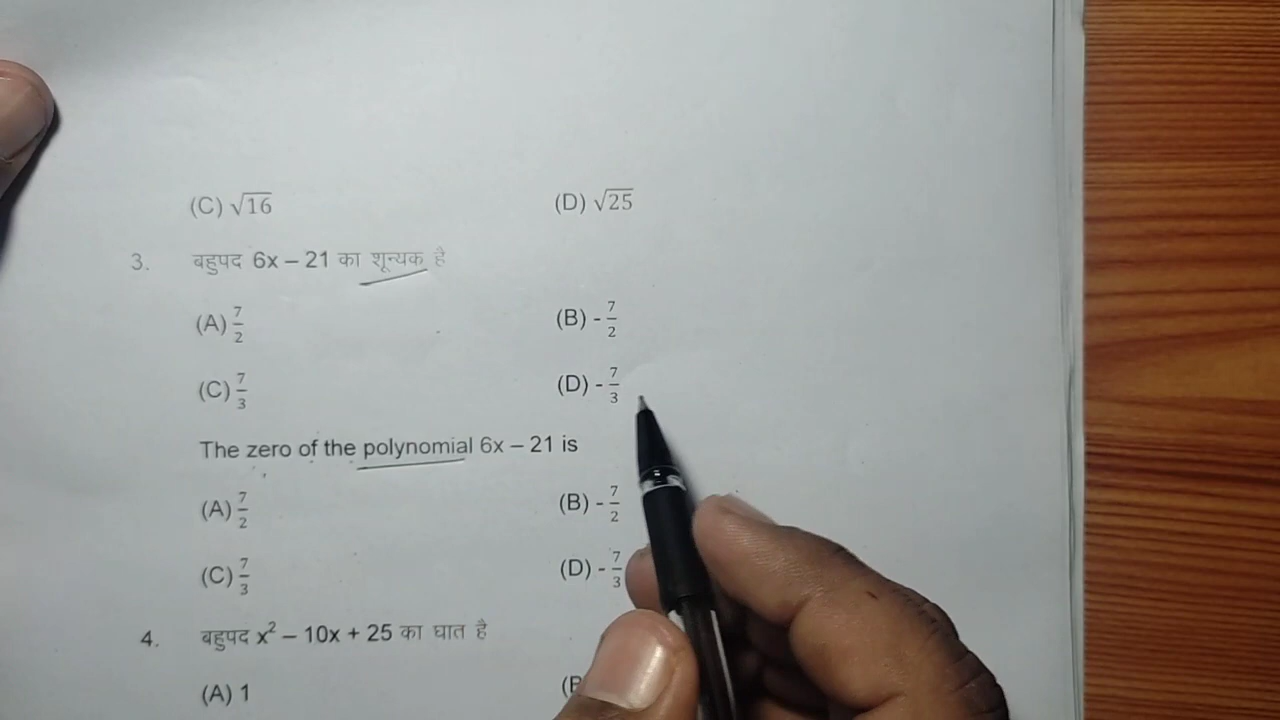 (C) √16 (D) √25
3. बहुपद 6x – 21 का शून्यक है
(A) 7/2 (B) - 7/2
(C) 7/3 (D) - 7/3
The zero of the polynomial 6x – 21 is
(A) 7/2 (B) - 7/2
(C) 7/3 (D) - 7/3
4. बहुपद x² – 10x + 25 का घात है
(A) 1